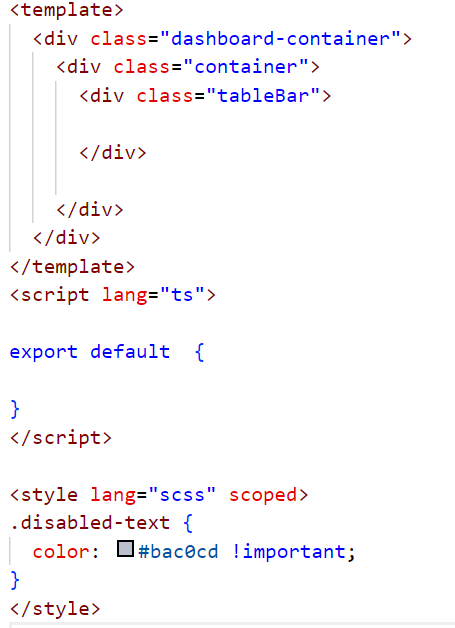 <template>
  <div class="dashboard-container">
    <div class="container">
      <div class="tableBar">

      </div>

    </div>
  </div>
</template>
<script lang="ts">

export default  {

}
</script>

<style lang="scss" scoped>
.disabled-text {
  color: #bac0cd !important;
}
</style>